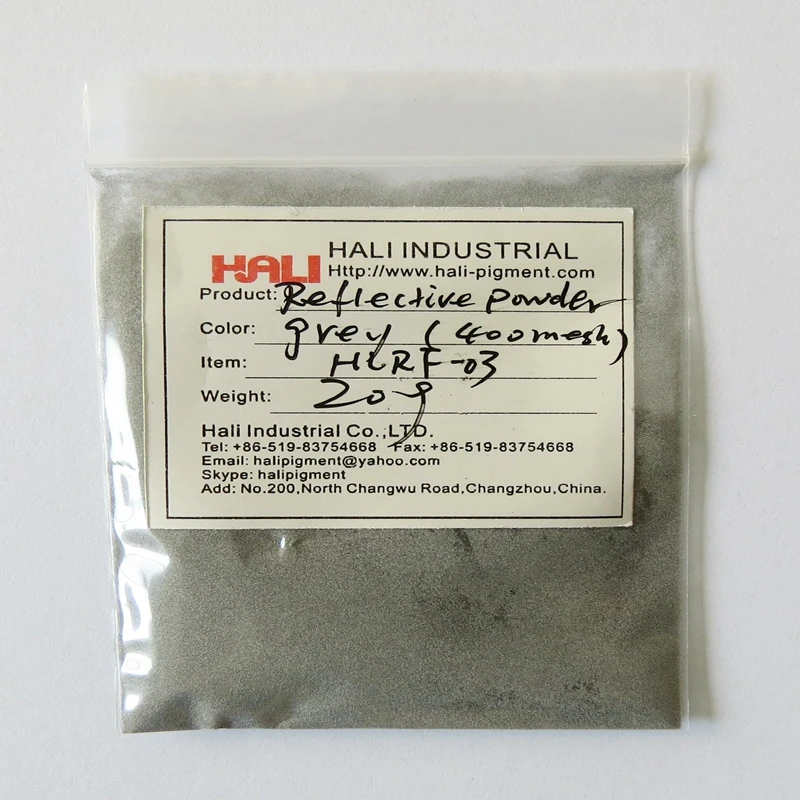 HALI HALI INDUSTRIAL
Http://www.hali-pigment.com
Product: Reflective powder
Color: grey (400mesh)
Item: HLRF-03
Weight: 20g
Hali Industrial Co.,LTD.
Tel: +86-519-83754668 Fax: +86-519-83754668
Email: halipigment@yahoo.com
Skype: halipigment
Add: No.200,North Changwu Road,Changzhou,China.